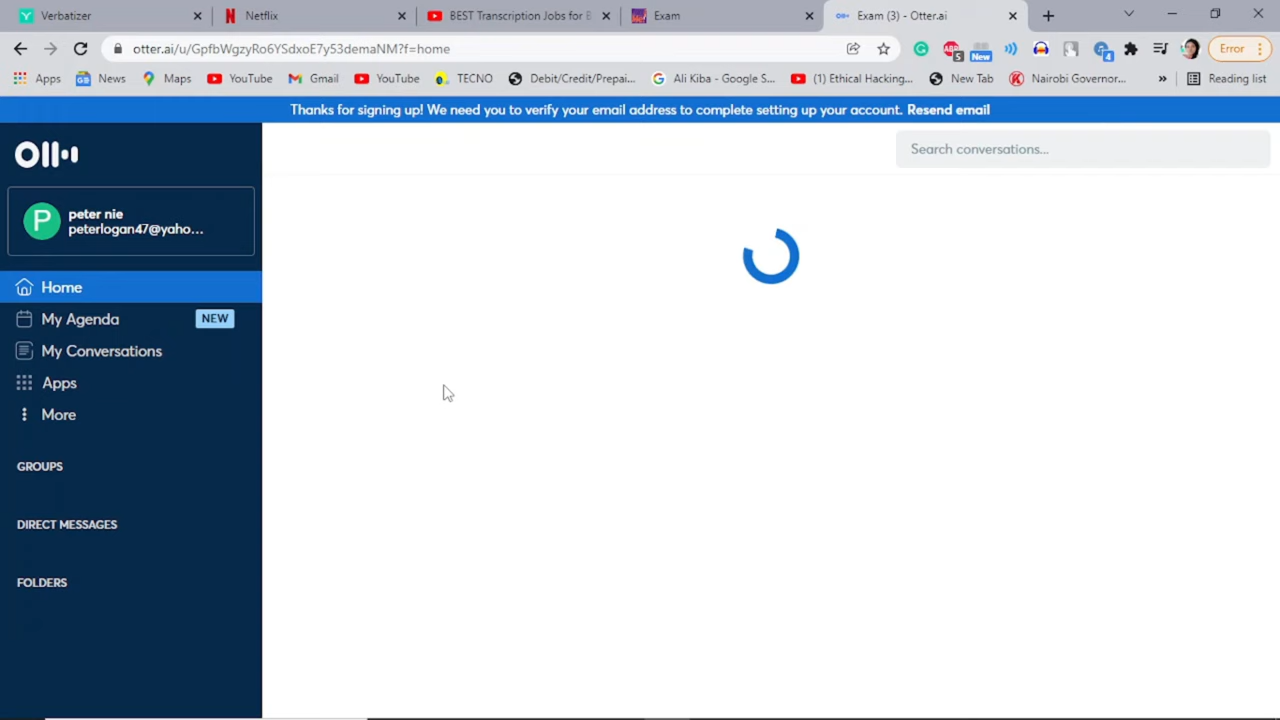 Verbatizer
Netflix
BEST Transcription Jobs for B
Exam
Exam (3) - Otter.ai
otter.ai/u/GpfbWgzyRo6YSdxoE7y53demaNM?f=home
ABP
5
New
4
Error
Apps
News
Maps
YouTube
Gmail
YouTube
TECNO
Debit/Credit/Prepai...
Ali Kiba - Google S...
(1) Ethical Hacking...
New Tab
Nairobi Governor...
»
Reading list
Thanks for signing up! We need you to verify your email address to complete setting up your account. Resend email
Search conversations...
P
peter nie
peterlogan47@yaho...
Home
My Agenda
NEW
My Conversations
Apps
More
GROUPS
DIRECT MESSAGES
FOLDERS